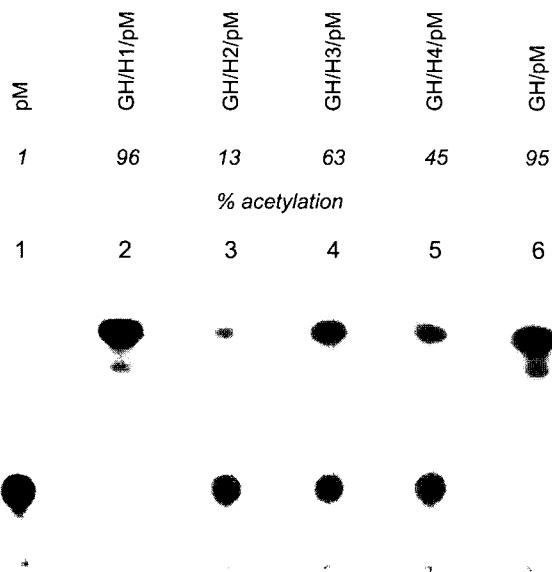 pM GH/H1/pM GH/H2/pM GH/H3/pM GH/H4/pM GH/pM
1 96 13 63 45 95
% acetylation
1 2 3 4 5 6